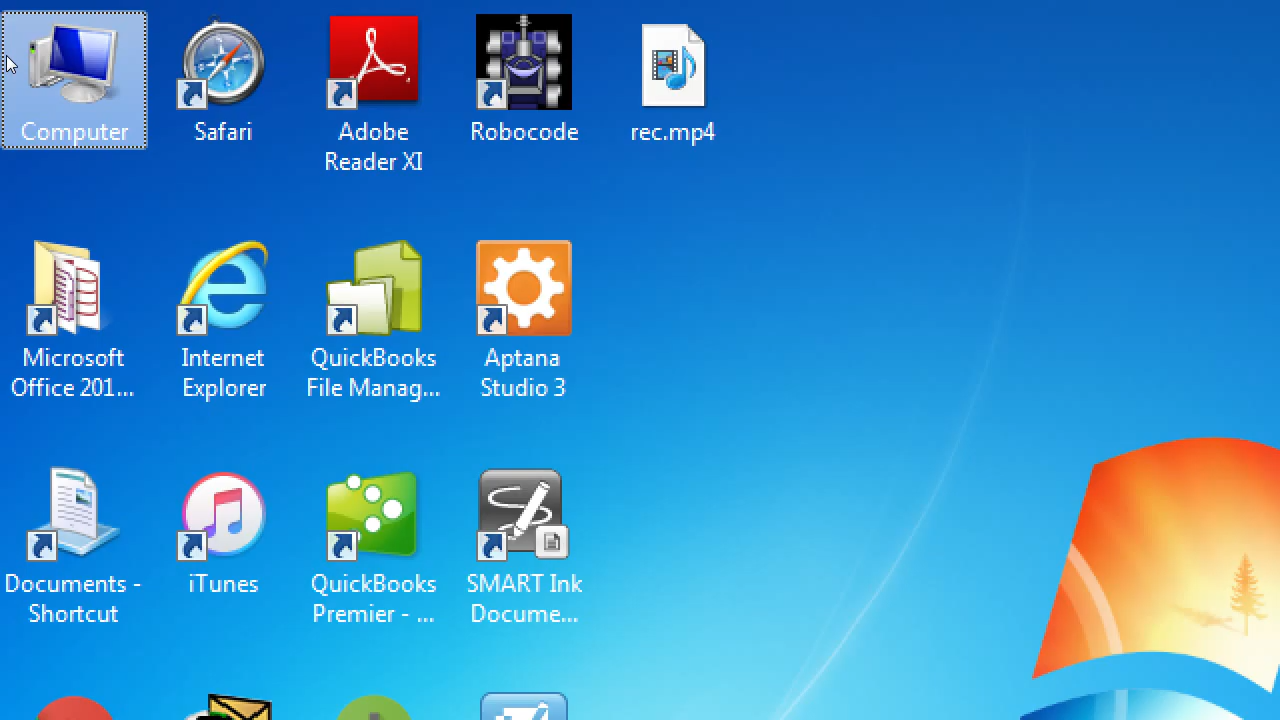 Computer
Safari
Adobe
Reader XI
Robocode
rec.mp4
Microsoft
Office 201...
Internet
Explorer
QuickBooks
File Manag...
Aptana
Studio 3
Documents -
Shortcut
iTunes
QuickBooks
Premier - ...
SMART Ink
Docume...